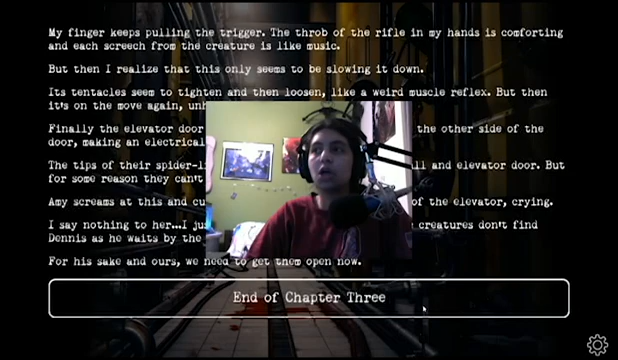 My finger keeps pulling the trigger. The throb of the rifle in my hands is comforting
and each screech from the creature is like music.
But then I realize that this only seems to be slowing it down.
Its tentacles seem to tighten and then loosen, like a weird muscle reflex. But then
it's on the move again,
Finally the elevator door the other side of the
door, making an electrical
The tips of their and elevator door. But
for some reason they can't
Amy screams at this and of the elevator, crying.
I say nothing to her...I creatures don't find
Dennis as he waits by the
For his sake and ours, we need to get them open now.
End of Chapter Three